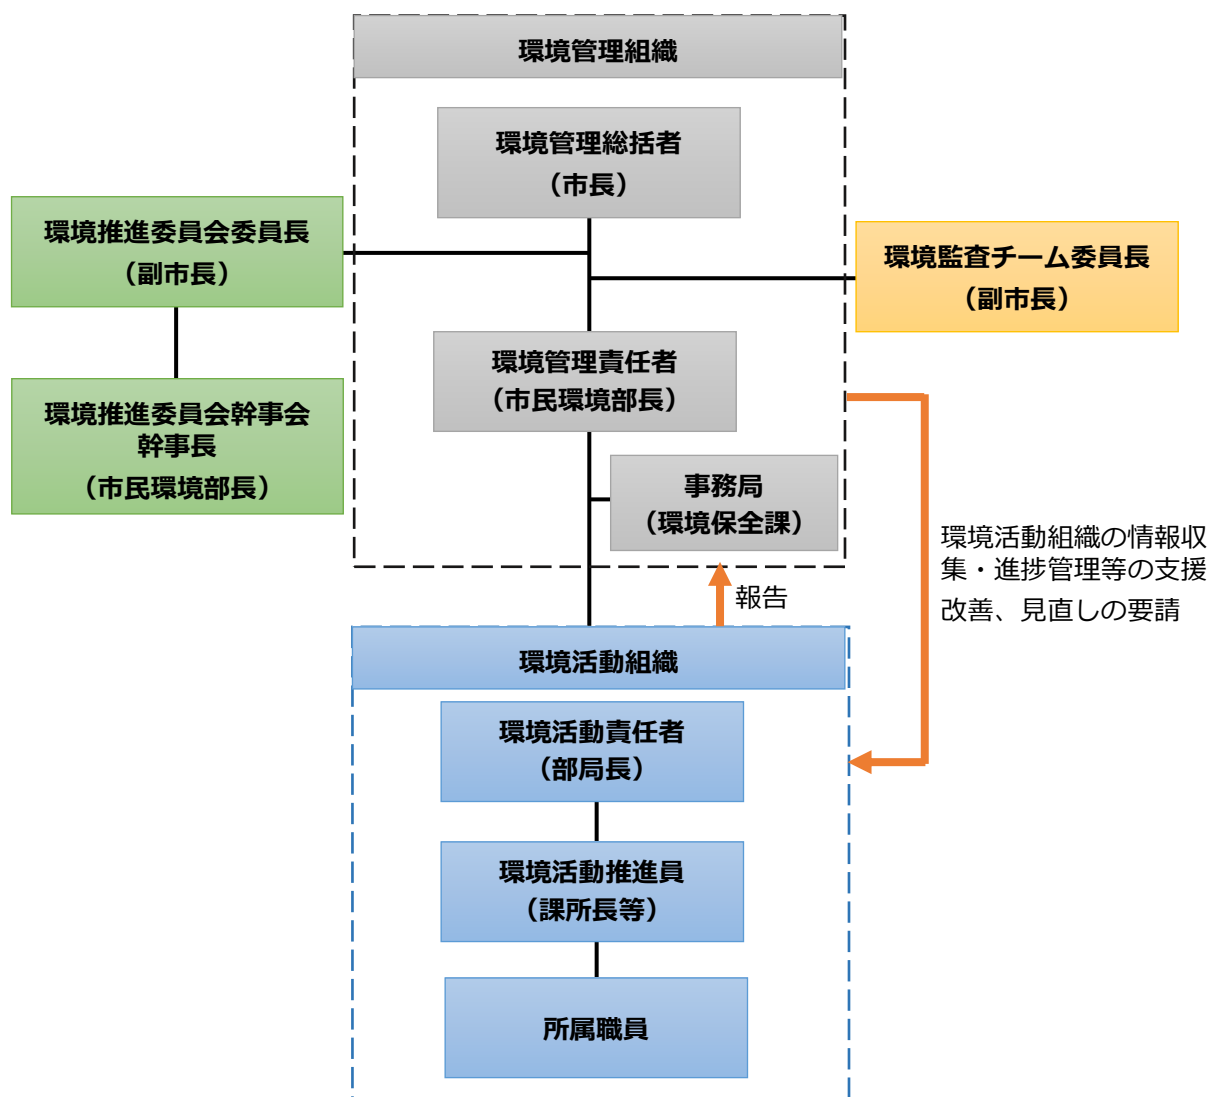 環境管理組織
環境管理総括者
（市長）
環境推進委員会委員長
（副市長）
環境監査チーム委員長
（副市長）
環境管理責任者
（市民環境部長）
環境推進委員会幹事会
幹事長
（市民環境部長）
事務局
（環境保全課）
環境活動組織の情報収
集・進捗管理等の支援
改善、見直しの要請
報告
環境活動組織
環境活動責任者
（部局長）
環境活動推進員
（課所長等）
所属職員